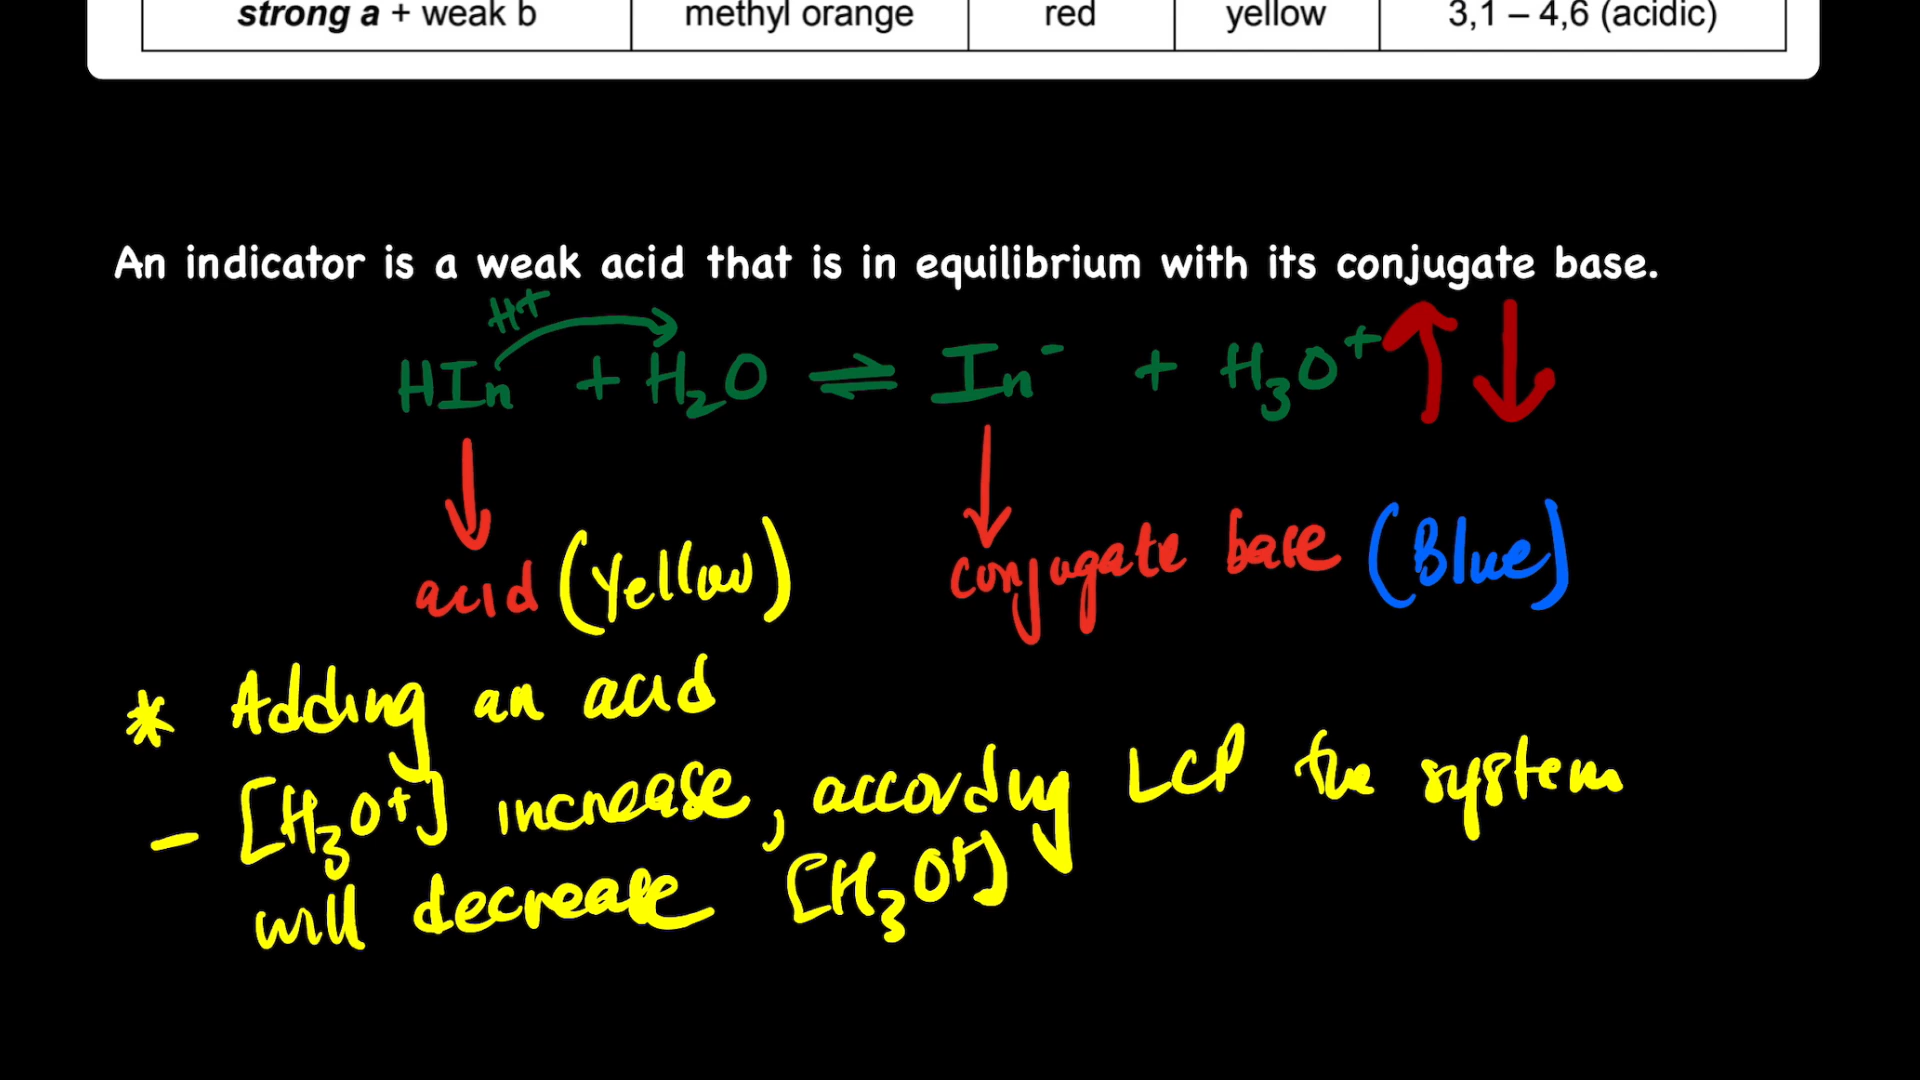 strong a + weak b methyl orange red yellow 3,1 – 4,6 (acidic)
An indicator is a weak acid that is in equilibrium with its conjugate base.
H+
HIn + H₂O ⇌ In⁻ + H₃O⁺ ↑ ↓
acid (Yellow) conjugate base (Blue)
* Adding an acid
- [H₃O+] increase, according LCP the system
will decrease [H₃O+]